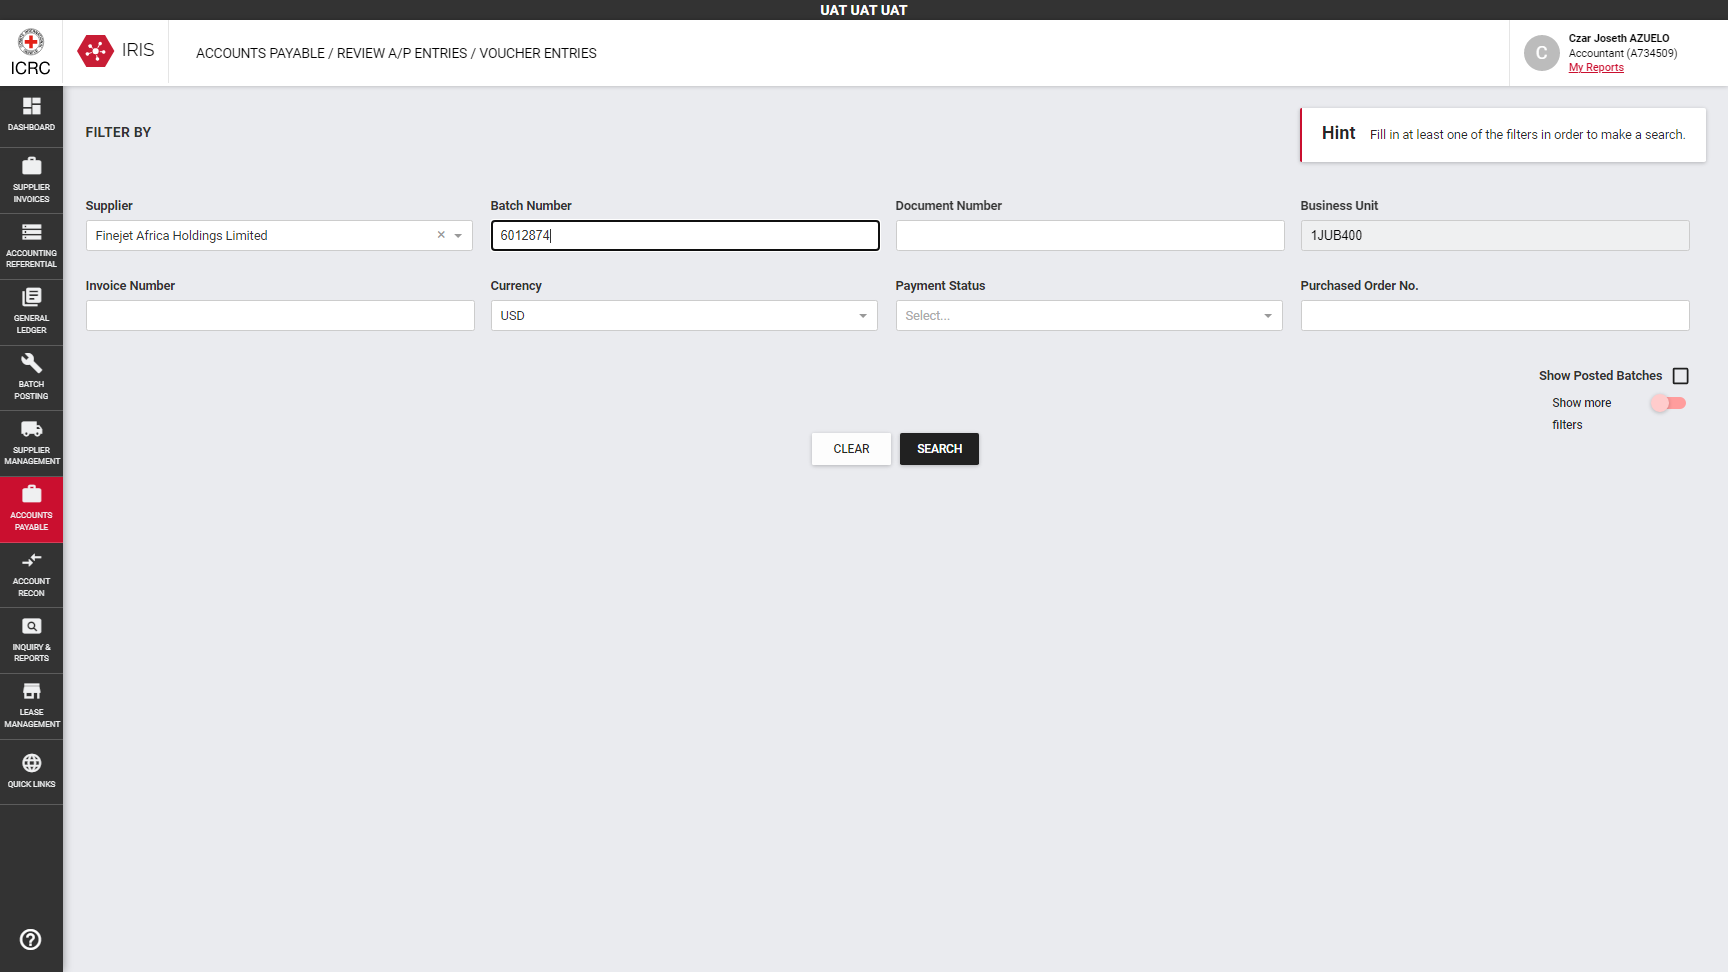 UAT UAT UAT
ICRC
IRIS
ACCOUNTS PAYABLE / REVIEW A/P ENTRIES / VOUCHER ENTRIES
C
Czar Joseth AZUELO
Accountant (A734509)
My Reports
DASHBOARD
SUPPLIER
INVOICES
ACCOUNTING
REFERENTIAL
GENERAL
LEDGER
BATCH
POSTING
SUPPLIER
MANAGEMENT
ACCOUNTS
PAYABLE
ACCOUNT
RECON
INQUIRY &
REPORTS
LEASE
MANAGEMENT
QUICK LINKS
FILTER BY
Hint Fill in at least one of the filters in order to make a search.
Supplier
Finejet Africa Holdings Limited
Batch Number
6012874
Document Number
Business Unit
1JUB400
Invoice Number
Currency
USD
Payment Status
Select...
Purchased Order No.
Show Posted Batches
Show more
filters
CLEAR
SEARCH